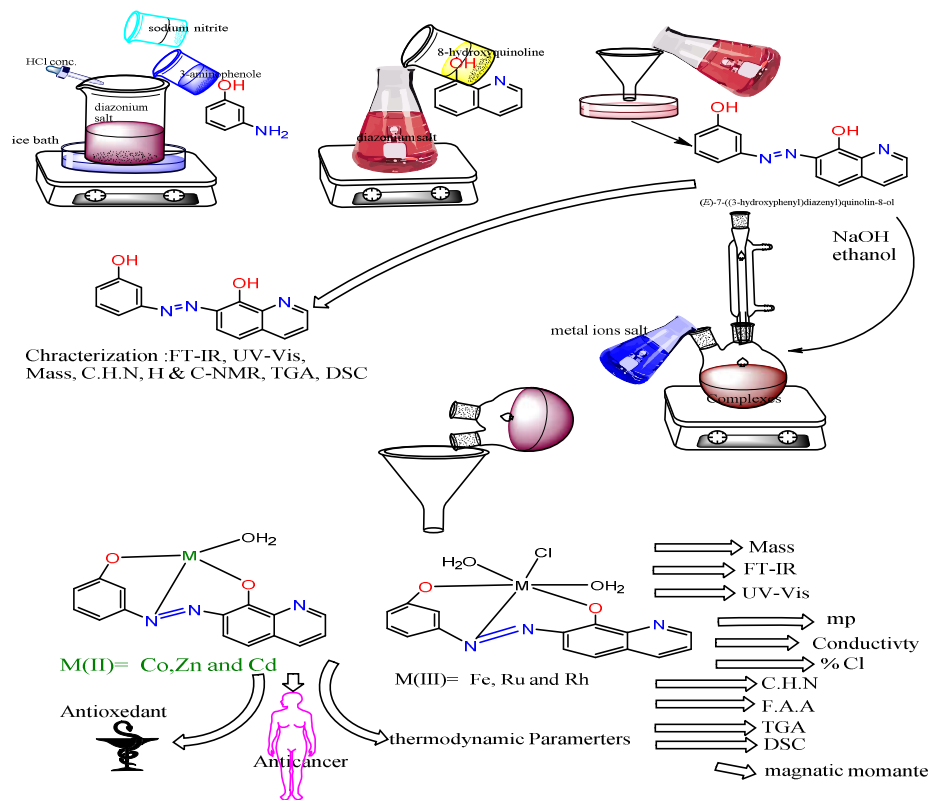 sodium nitrite
HCl conc.
3-aminophenole
OH
NH2
diazonium
salt
ice bath
8-hydroxyquinoline
OH
N
diazonium salt
OH
OH
N
N=N
(E)-7-((3-hydroxyphenyl)diazenyl)quinolin-8-ol
NaOH
ethanol
OH
OH
N
N=N
Chracterization :FT-IR, UV-Vis,
Mass, C.H.N, H & C-NMR, TGA, DSC
metal ions salt
Complexes
OH2
O
M
O
N
N=N
M(II)= Co,Zn and Cd
Cl
H2O
O
M
OH2
O
N
N=N
M(III)= Fe, Ru and Rh
Mass
FT-IR
UV-Vis
mp
Conductivty
% Cl
C.H.N
F.A.A
TGA
DSC
magnatic momante
Antioxedant
Anticancer
thermodynamic Paramerters